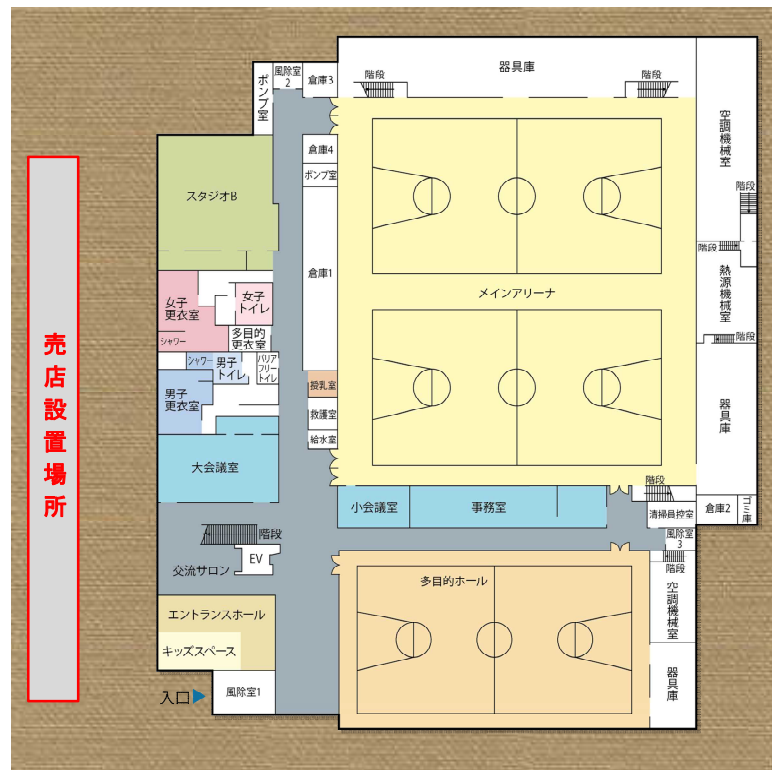 器具庫
階段
階段
風除室
2
倉庫3
ポンプ室
空調機械室
倉庫4
ポンプ室
スタジオB
階段
階段
倉庫1
熱源機械室
メインアリーナ
女子
更衣室
女子
トイレ
シャワー
多目的
更衣室
階段
売店設置場所
シャワー
男子
トイレ
バリア
フリー
トイレ
男子
更衣室
授乳室
救護室
給水室
器具庫
大会議室
階段
小会議室
事務室
清掃員控室
倉庫2
ゴミ庫
階段
EV
交流サロン
風除室
3
階段
多目的ホール
空調機械室
エントランスホール
キッズスペース
器具庫
入口
風除室1